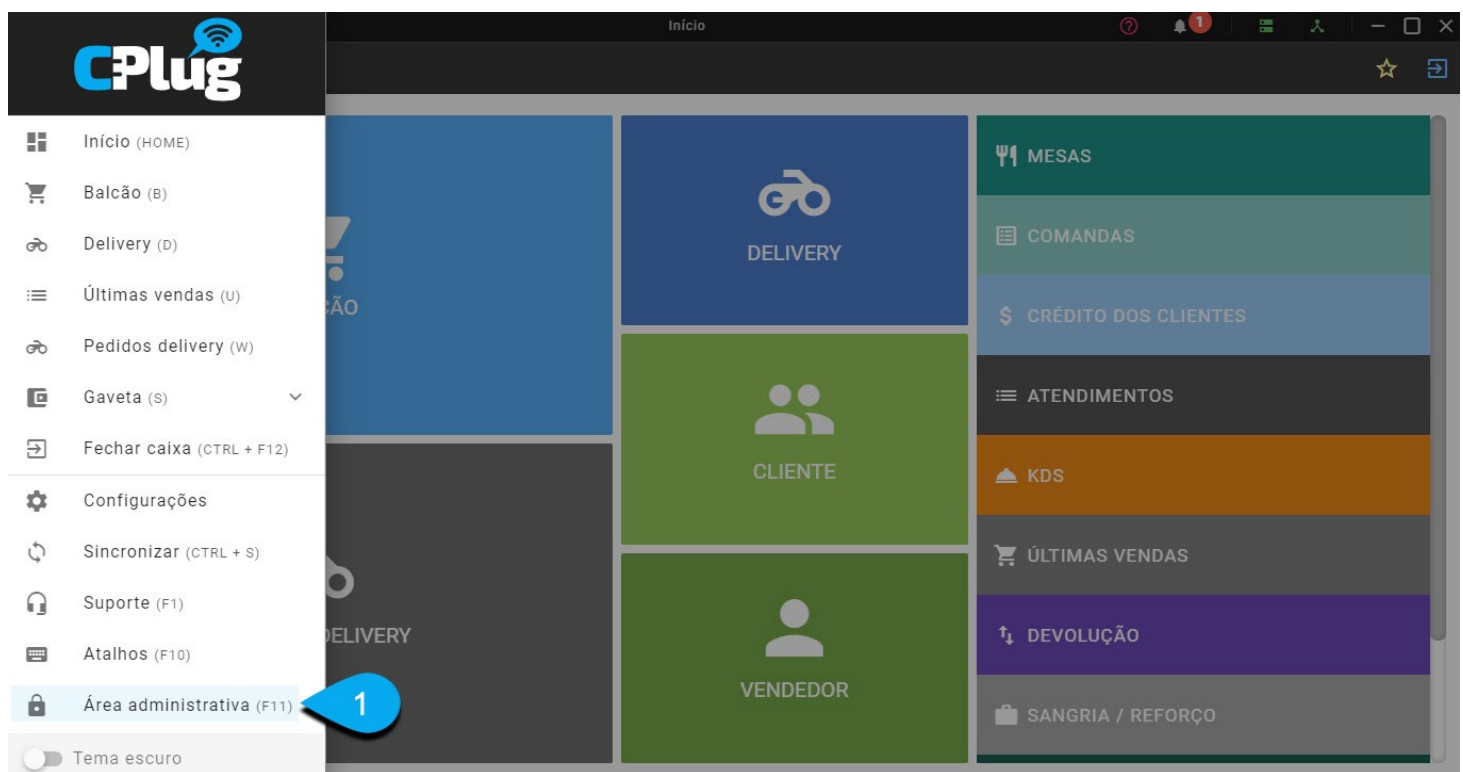 Início
1
CPlug
Início (HOME)
Balcão (B)
Delivery (D)
Últimas vendas (U)
Pedidos delivery (W)
Gaveta (S)
Fechar caixa (CTRL + F12)
Configurações
Sincronizar (CTRL + S)
Suporte (F1)
Atalhos (F10)
Área administrativa (F11)
1
Tema escuro
ÇÃO
DELIVERY
DELIVERY
CLIENTE
VENDEDOR
MESAS
COMANDAS
$ CRÉDITO DOS CLIENTES
ATENDIMENTOS
KDS
ÚLTIMAS VENDAS
DEVOLUÇÃO
SANGRIA / REFORÇO